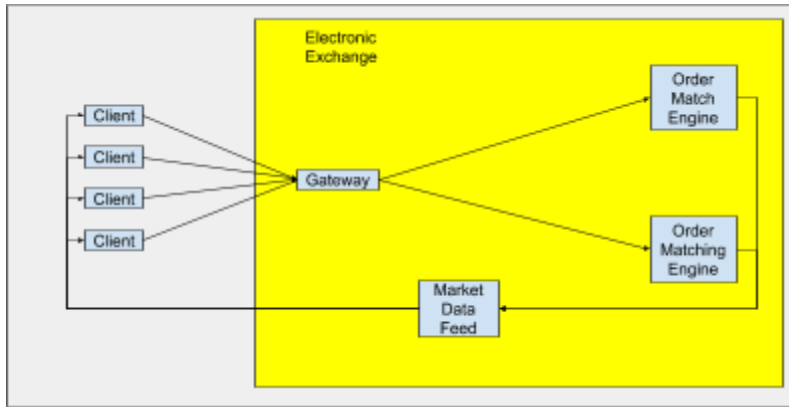 Electronic
Exchange
Order
Match
Engine
Client
Client
Gateway
Client
Client
Order
Matching
Engine
Market
Data
Feed